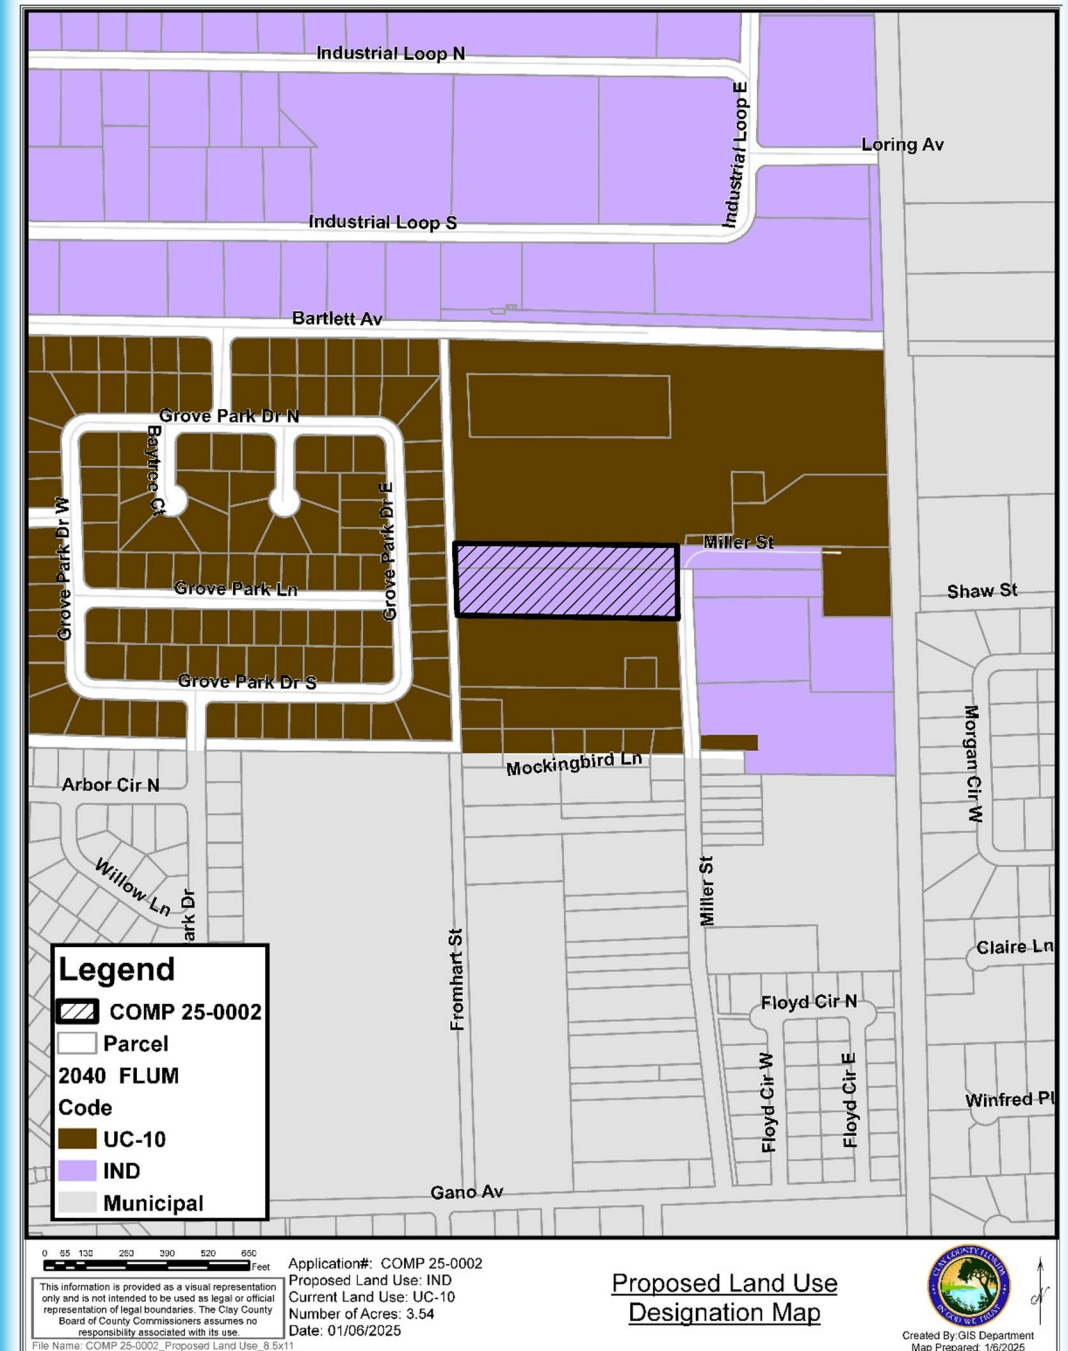 Industrial Loop N
Industrial Loop E
Loring Av
Industrial Loop S
Bartlett Av
Grove Park Dr N
Baytree Ct
Grove Park Dr W
Grove Park Dr E
Miller St
Grove Park Ln
Shaw St
Grove Park Dr S
Morgan Cir W
Mockingbird Ln
Arbor Cir N
Willow Ln
ark Dr
Miller St
Fromhart St
Claire Ln
Floyd Cir N
Floyd Cir W
Floyd Cir E
Winfred Pl
Gano Av
Legend
COMP 25-0002
Parcel
2040 FLUM
Code
UC-10
IND
Municipal
0 65 130 260 390 520 650
Feet
This information is provided as a visual representation
only and is not intended to be used as legal or official
representation of legal boundaries. The Clay County
Board of County Commissioners assumes no
responsibility associated with its use.
File Name: COMP 25-0002_Proposed Land Use_8.5x11
Application#: COMP 25-0002
Proposed Land Use: IND
Current Land Use: UC-10
Number of Acres: 3.54
Date: 01/06/2025
Proposed Land Use
Designation Map
CLAY COUNTY FLORIDA
IN GOD WE TRUST
N
Created By:GIS Department
Map Prepared: 1/6/2025